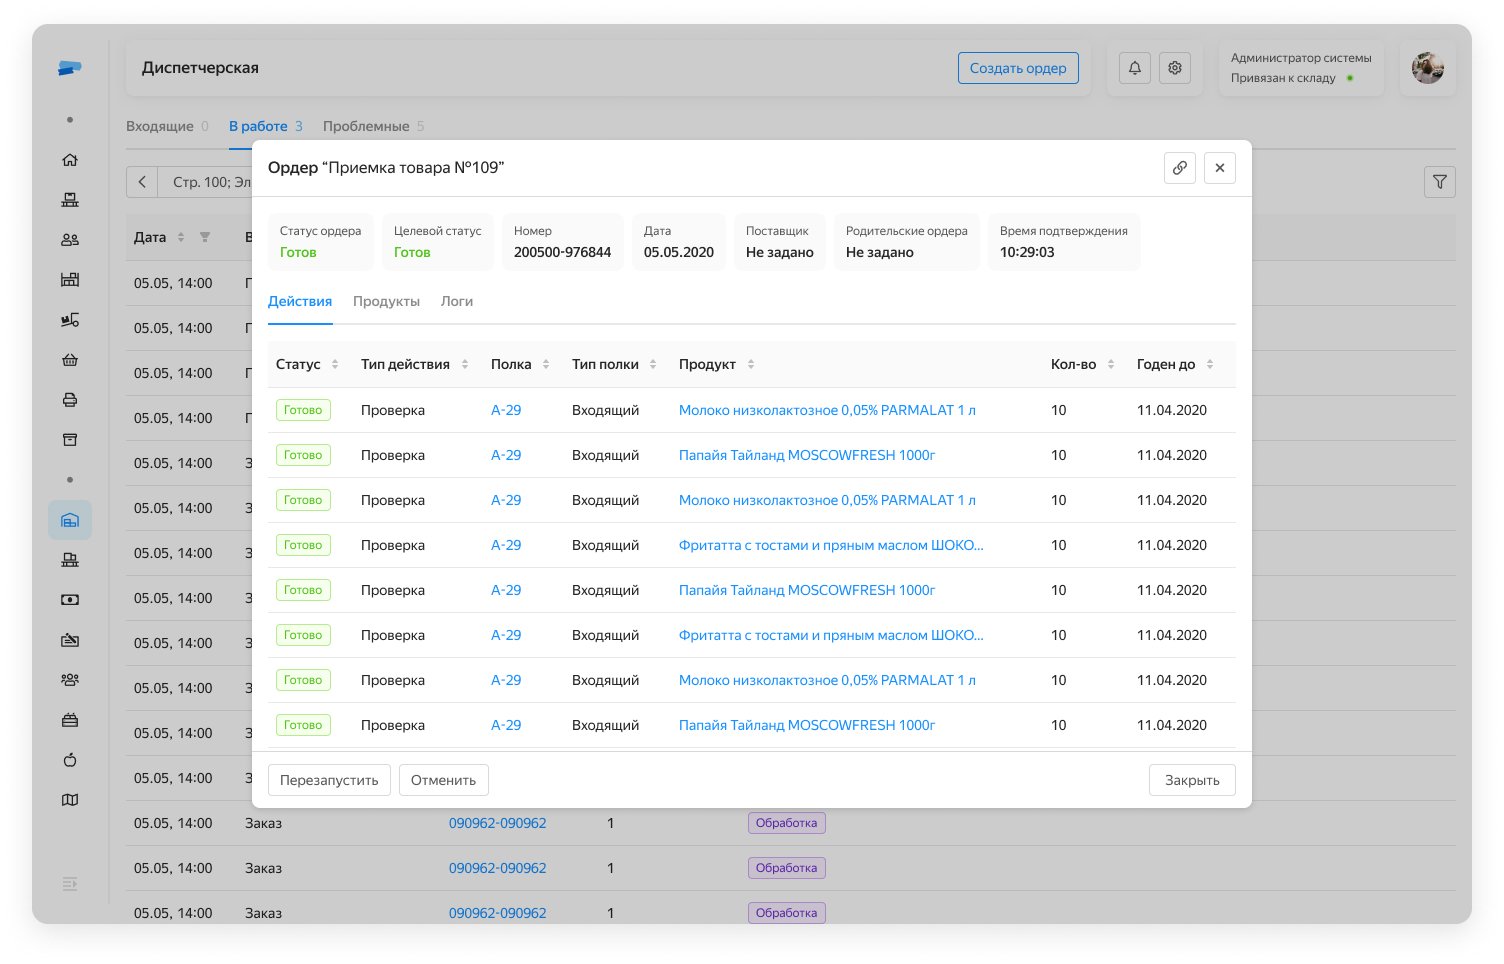 Диспетчерская
Создать ордер
Администратор системы
Привязан к складу
Входящие 0
В работе 3
Проблемные 5
Стр. 100; Эл
Дата
В
05.05, 14:00 Г
05.05, 14:00 Г
05.05, 14:00 Г
05.05, 14:00 Г
05.05, 14:00 З
05.05, 14:00 З
05.05, 14:00 З
05.05, 14:00 З
05.05, 14:00 З
05.05, 14:00 З
05.05, 14:00 З
05.05, 14:00 З
05.05, 14:00 Заказ 090962-090962 1 Обработка
05.05, 14:00 Заказ 090962-090962 1 Обработка
05.05, 14:00 Заказ 090962-090962 1 Обработка
Ордер “Приемка товара №109”
Статус ордера
Готов
Целевой статус
Готов
Номер
200500-976844
Дата
05.05.2020
Поставщик
Не задано
Родительские ордера
Не задано
Время подтверждения
10:29:03
Действия Продукты Логи
Статус Тип действия Полка Тип полки Продукт Кол-во Годен до
Готово Проверка А-29 Входящий Молоко низколактозное 0,05% PARMALAT 1 л 10 11.04.2020
Готово Проверка А-29 Входящий Папайя Тайланд MOSCOWFRESH 1000г 10 11.04.2020
Готово Проверка А-29 Входящий Молоко низколактозное 0,05% PARMALAT 1 л 10 11.04.2020
Готово Проверка А-29 Входящий Фритатта с тостами и пряным маслом ШОКО... 10 11.04.2020
Готово Проверка А-29 Входящий Папайя Тайланд MOSCOWFRESH 1000г 10 11.04.2020
Готово Проверка А-29 Входящий Фритатта с тостами и пряным маслом ШОКО... 10 11.04.2020
Готово Проверка А-29 Входящий Молоко низколактозное 0,05% PARMALAT 1 л 10 11.04.2020
Готово Проверка А-29 Входящий Папайя Тайланд MOSCOWFRESH 1000г 10 11.04.2020
Перезапустить Отменить Закрыть